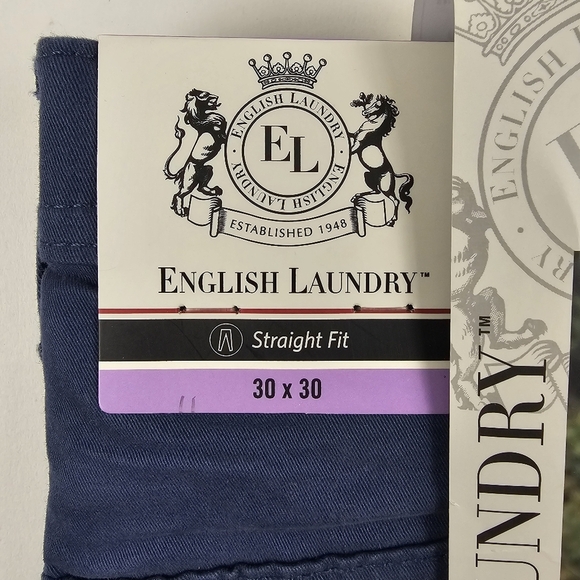 ENGLISH LAUNDRY · ENGLISH LAUNDRY ·
EL
ESTABLISHED 1948
ENGLISH LAUNDRY™
Straight Fit
30 x 30
ENGLISH
UNDRY™